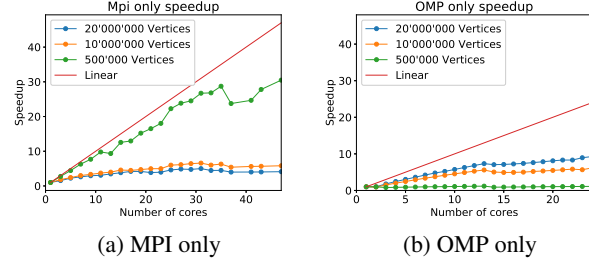 Mpi only speedup
20'000'000 Vertices
10'000'000 Vertices
500'000 Vertices
Linear
Speedup
40
30
20
10
0
0 10 20 30 40
Number of cores
(a) MPI only
OMP only speedup
20'000'000 Vertices
10'000'000 Vertices
500'000 Vertices
Linear
Speedup
40
30
20
10
0
5 10 15 20
Number of cores
(b) OMP only